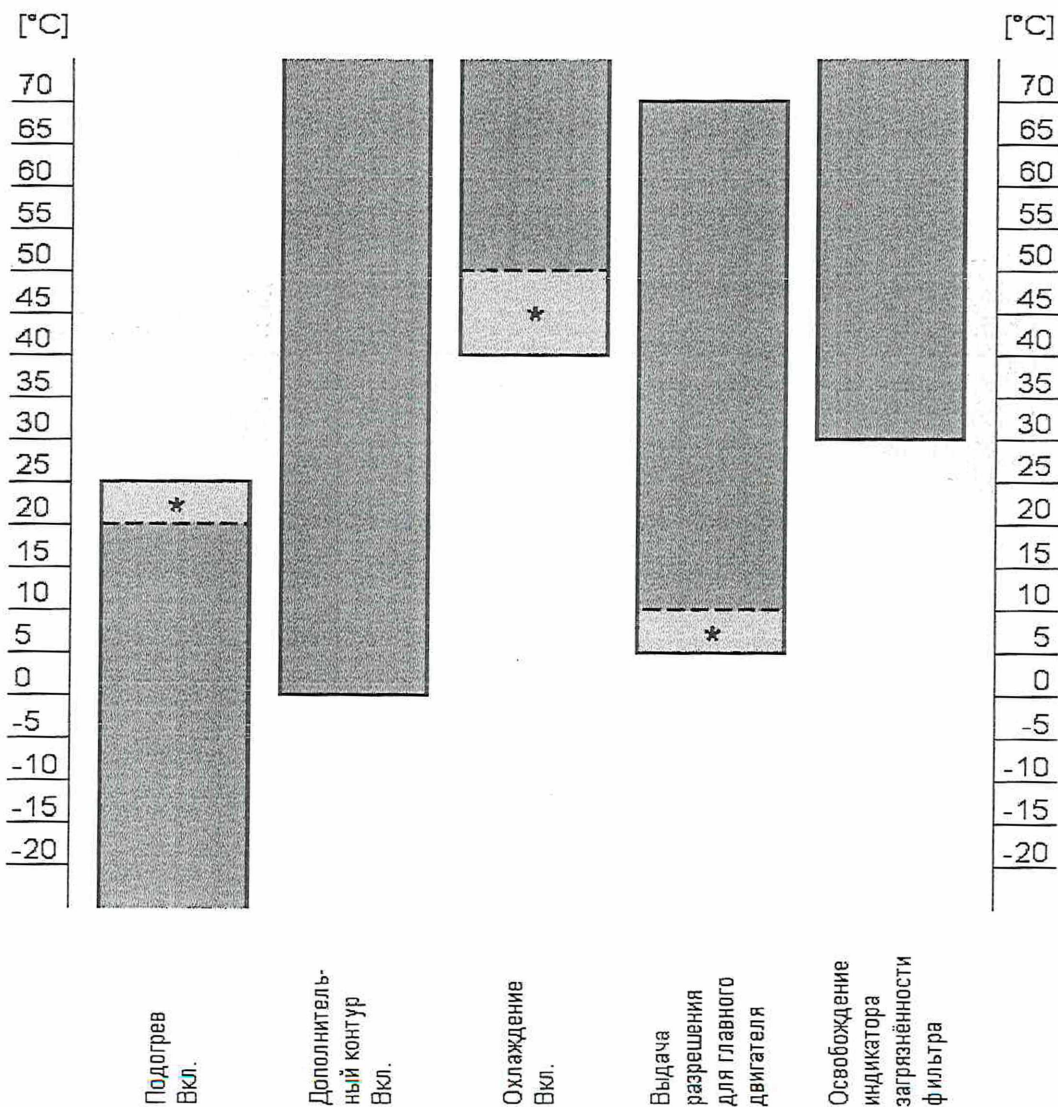 [°C]
[°C]
70
65
60
55
50
45
40
35
30
25
20
15
10
5
0
-5
-10
-15
-20
*
*
*
70
65
60
55
50
45
40
35
30
25
20
15
10
5
0
-5
-10
-15
-20
Подогрев
Вкл.
Дополнитель-
ный контур
Вкл.
Охлаждение
Вкл.
Выдача
разрешения
для главного
двигателя
Освобождение
индикатора
загрязнённости
фильтра